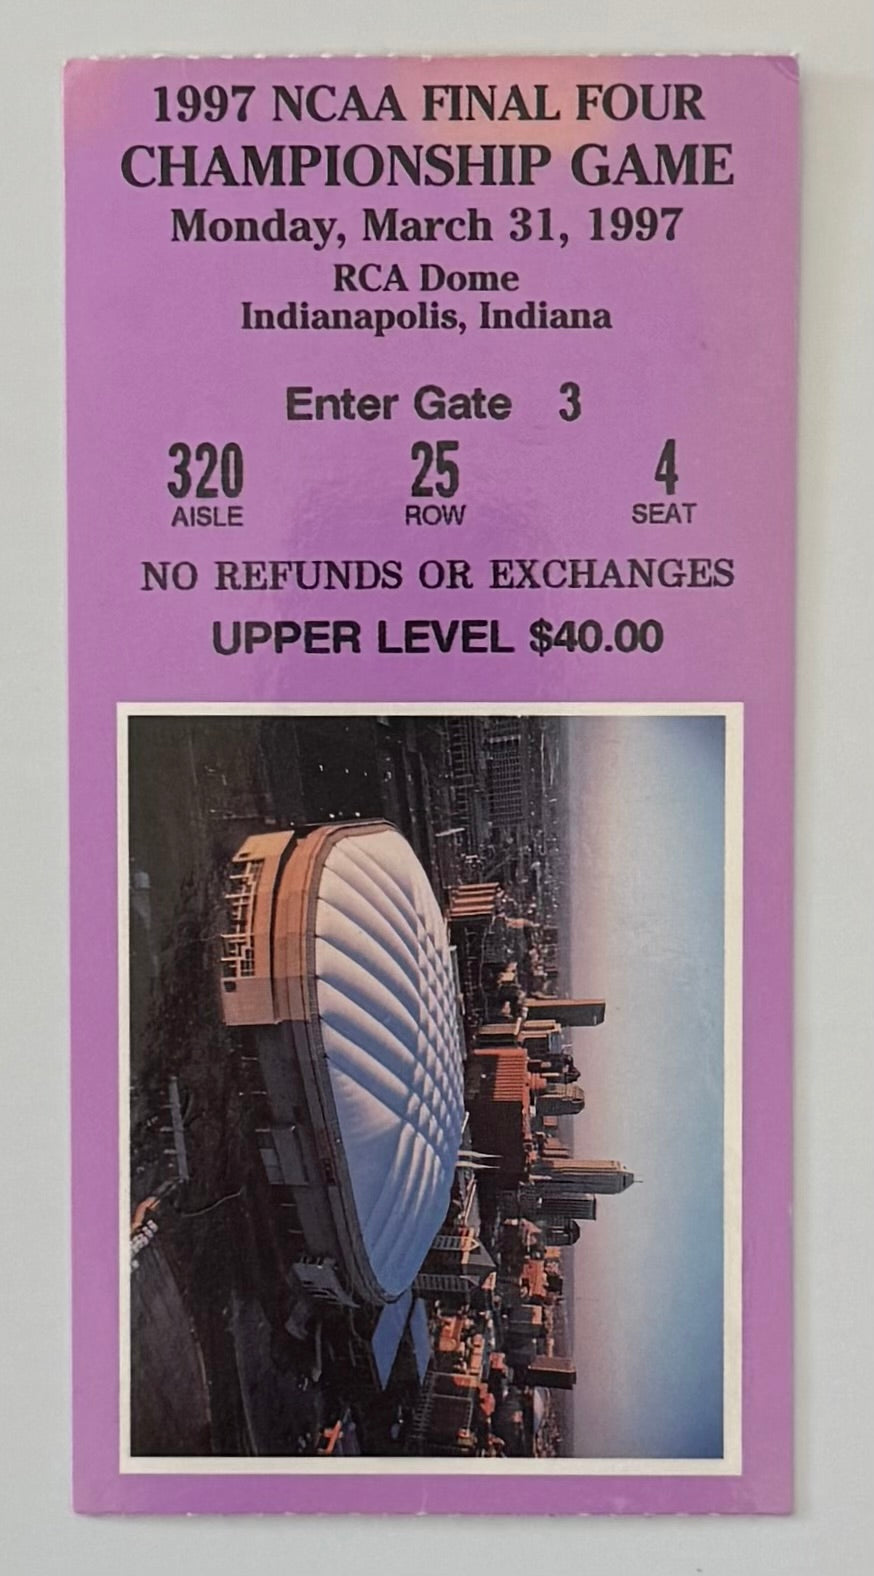 1997 NCAA FINAL FOUR
CHAMPIONSHIP GAME
Monday, March 31, 1997
RCA Dome
Indianapolis, Indiana
Enter Gate 3
320 25 4
AISLE ROW SEAT
NO REFUNDS OR EXCHANGES
UPPER LEVEL $40.00